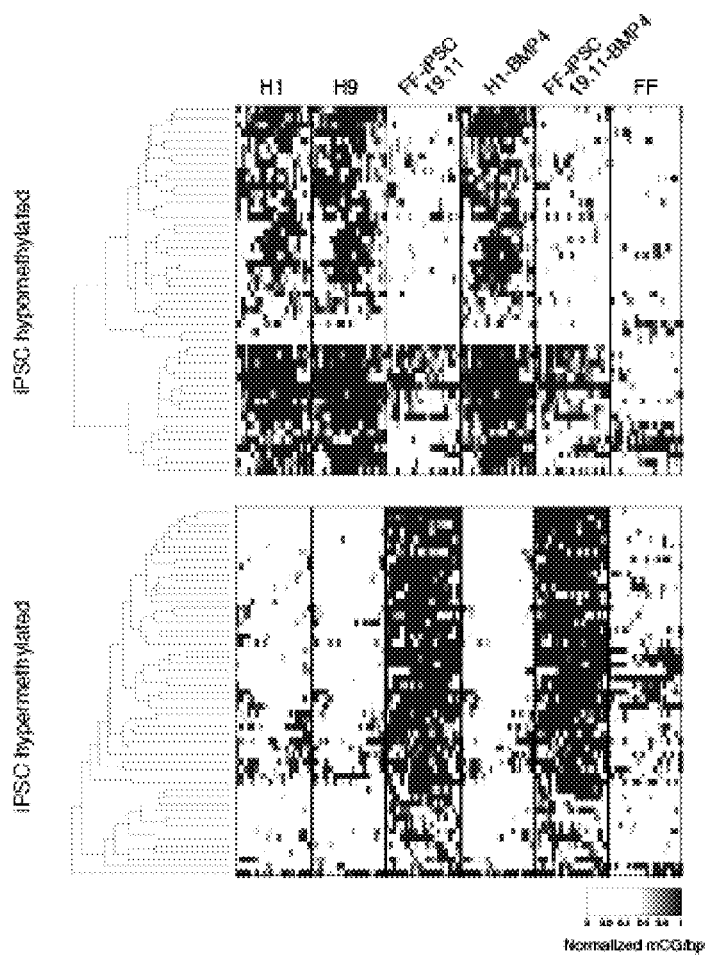 H1
H9
FF-iPSC
19.11
H1-BMP4
FF-iPSC
19.11-BMP4
FF
iPSC hypomethylated
iPSC hypermethylated
Normalized mCG/bp